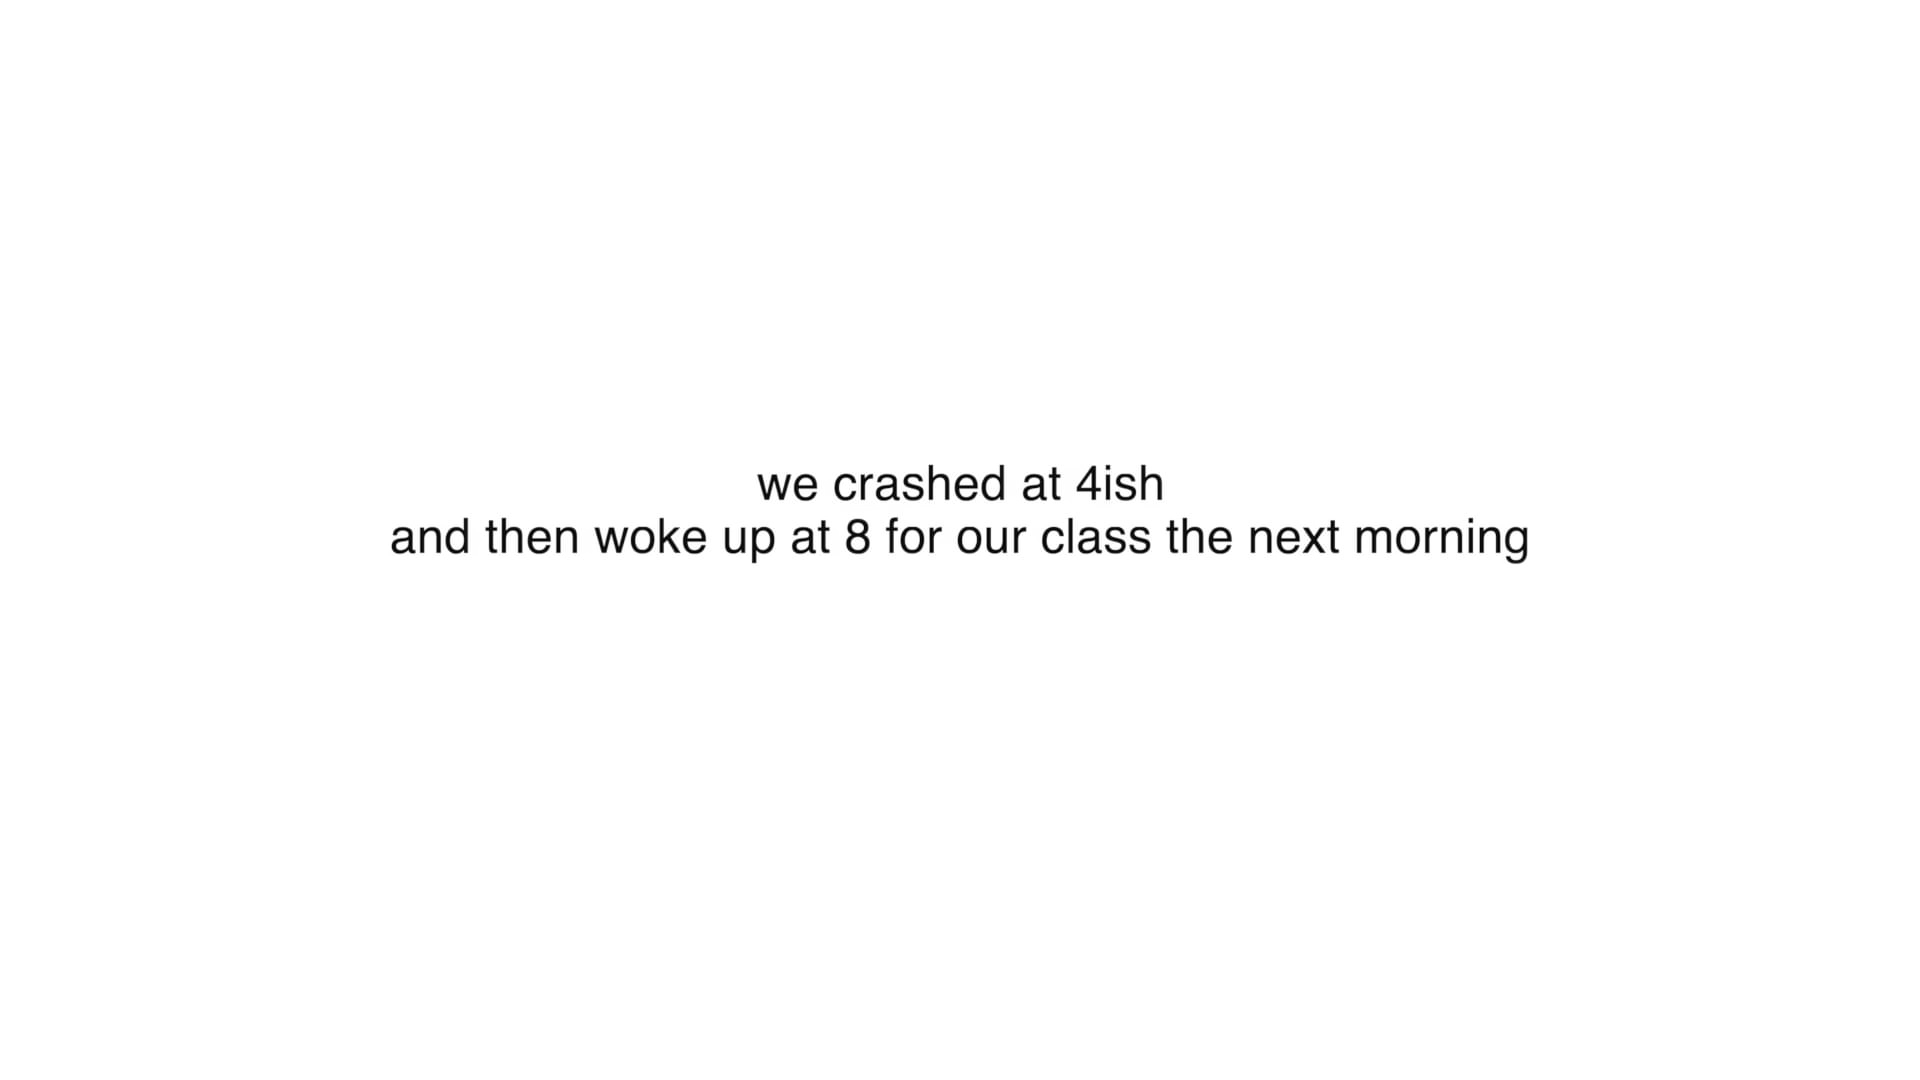 we crashed at 4ish
and then woke up at 8 for our class the next morning